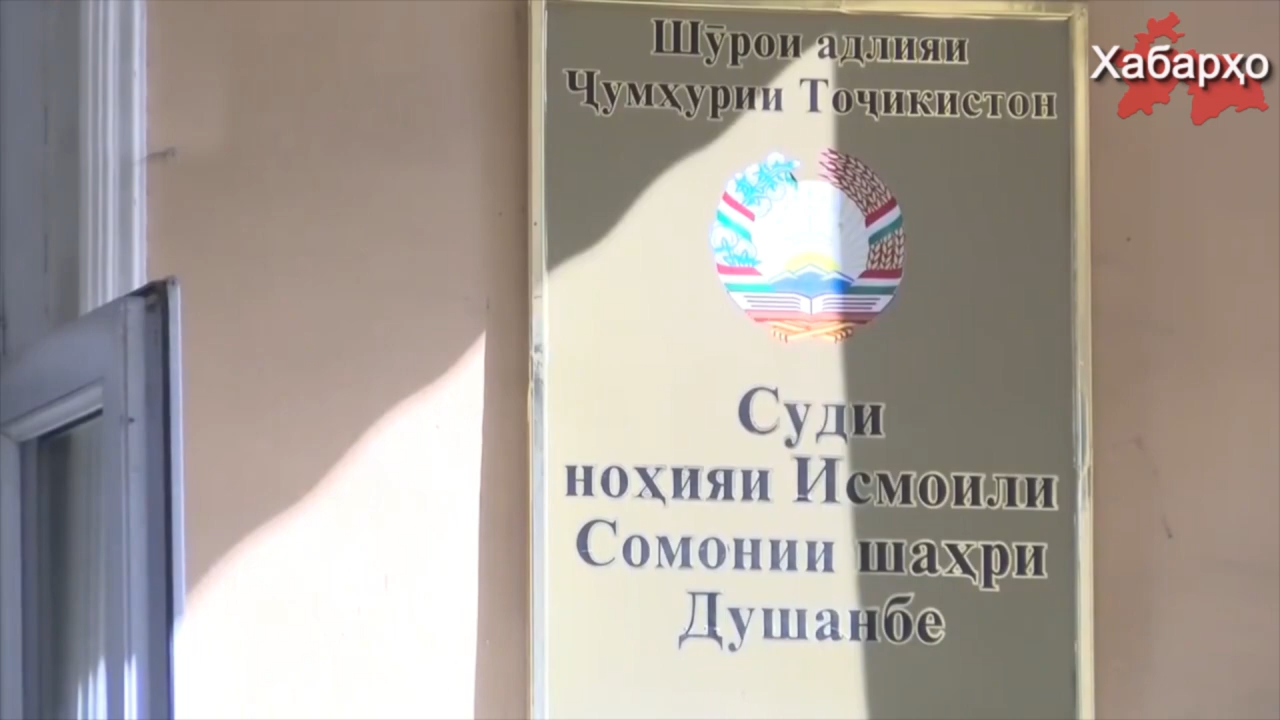 Шӯрои адлияи
Ҷумҳурии Тоҷикистон
Хабарҳо
Суди
ноҳияи Исмоили
Сомонии шаҳри
Душанбе